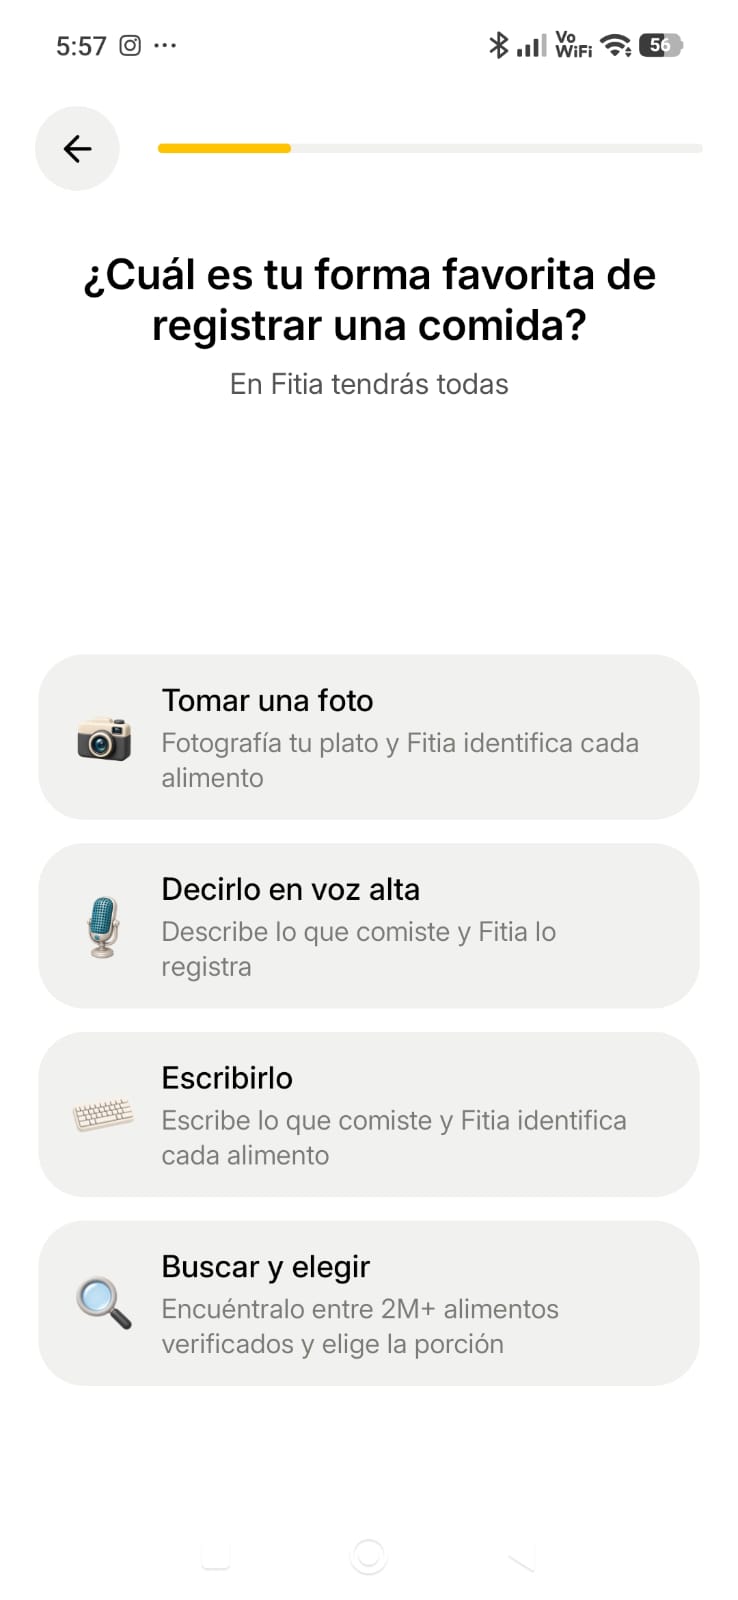 5:57
Vo
WiFi
56
¿Cuál es tu forma favorita de
registrar una comida?
En Fitia tendrás todas
Tomar una foto
Fotografía tu plato y Fitia identifica cada
alimento
Decirlo en voz alta
Describe lo que comiste y Fitia lo
registra
Escribirlo
Escribe lo que comiste y Fitia identifica
cada alimento
Buscar y elegir
Encuéntralo entre 2M+ alimentos
verificados y elige la porción